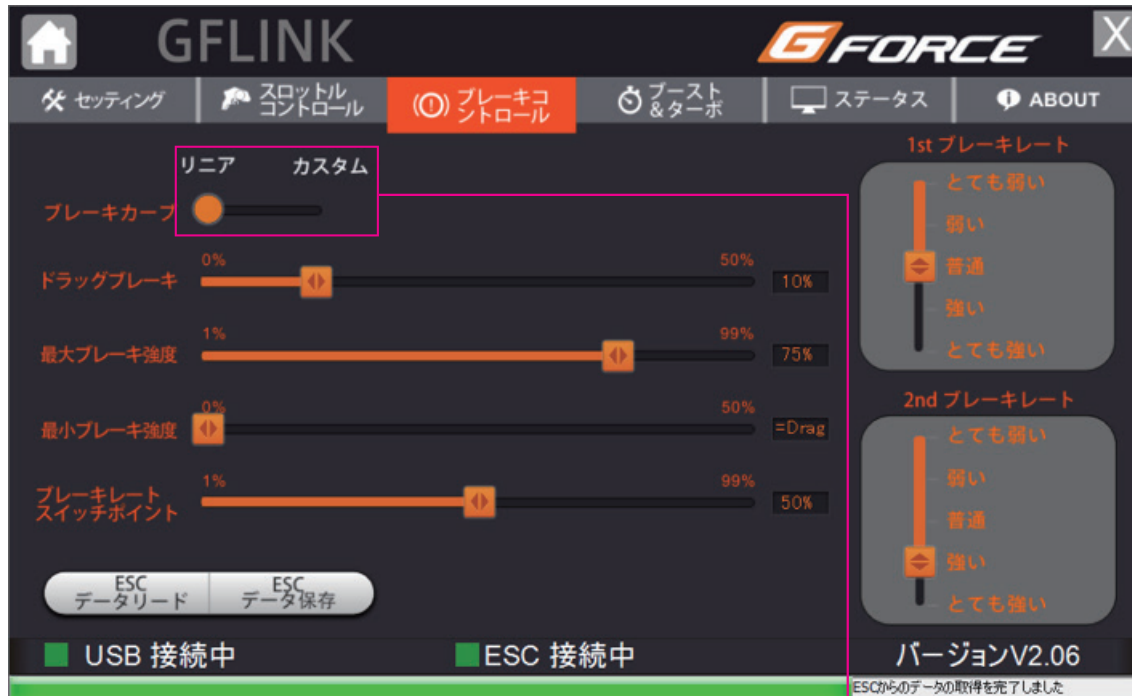 GFLINK
GFORCE
X
セッティング
スロットル
コントロール
ブレーキコ
ントロール
ブースト
&ターボ
ステータス
ABOUT
リニア
カスタム
ブレーキカーブ
ドラッグブレーキ
0%
50%
10%
最大ブレーキ強度
1%
99%
75%
最小ブレーキ強度
0%
50%
=Drag
ブレーキレート
スイッチポイント
1%
99%
50%
1st ブレーキレート
とても弱い
弱い
普通
強い
とても強い
2nd ブレーキレート
とても弱い
弱い
普通
強い
とても強い
ESC
データリード
ESC
データ保存
USB 接続中
ESC 接続中
バージョンV2.06
ESCからのデータの取得を完了しました